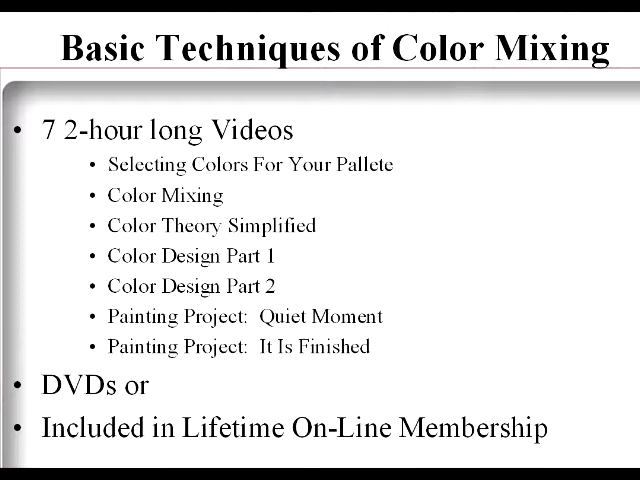 Basic Techniques of Color Mixing
• 7 2-hour long Videos
• Selecting Colors For Your Pallete
• Color Mixing
• Color Theory Simplified
• Color Design Part 1
• Color Design Part 2
• Painting Project:  Quiet Moment
• Painting Project:  It Is Finished
• DVDs or
• Included in Lifetime On-Line Membership